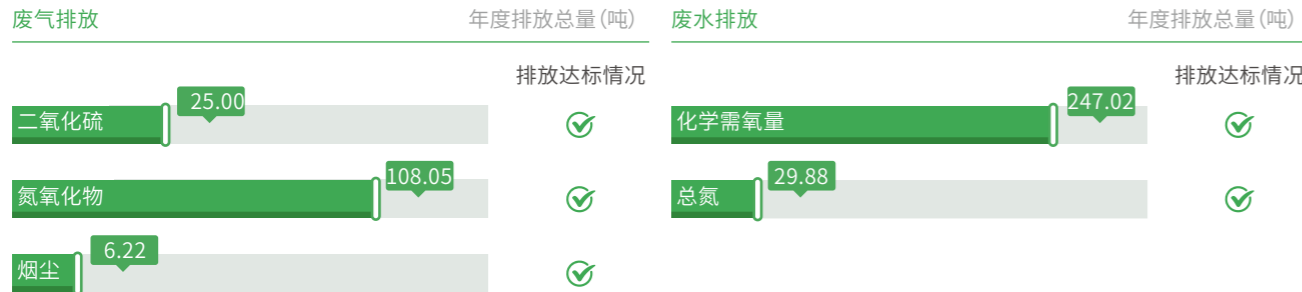 废气排放 年度排放总量(吨)
排放达标情况
二氧化硫 25.00
氮氧化物 108.05
烟尘 6.22
废水排放 年度排放总量(吨)
排放达标情况
化学需氧量 247.02
总氮 29.88